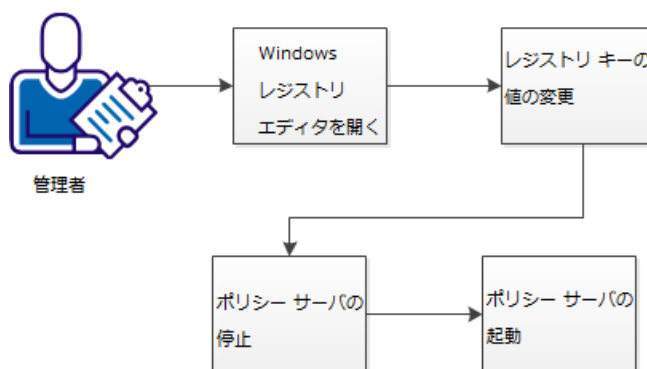 Windows
レジストリ
エディタを開く
レジストリ キーの
値の変更
管理者
ポリシー サーバの
停止
ポリシー サーバの
起動